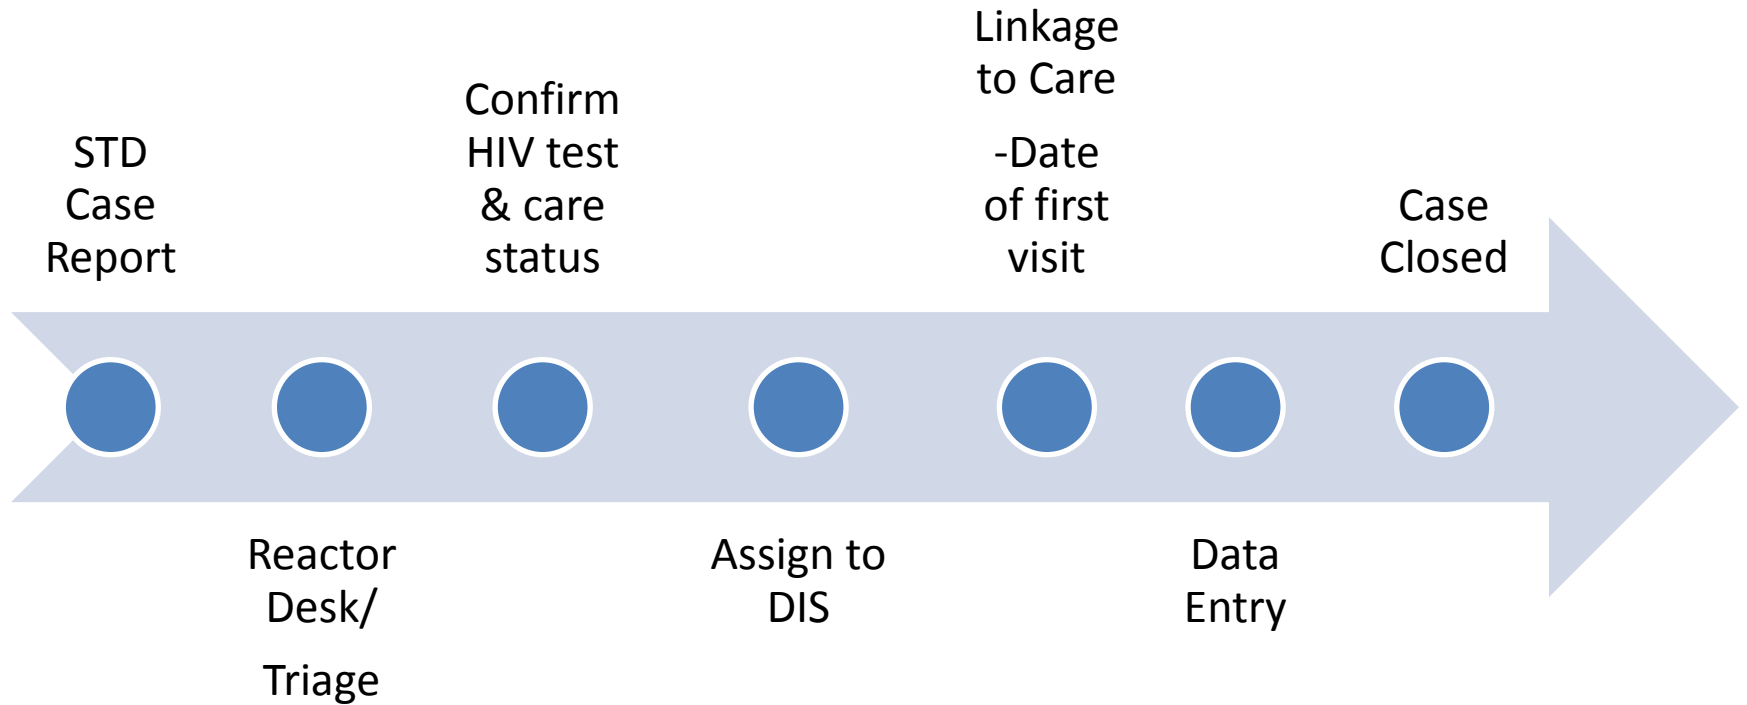 STD
Case
Report
Reactor
Desk/
Triage
Confirm
HIV test
& care
status
Assign to
DIS
Linkage
to Care
-Date
of first
visit
Data
Entry
Case
Closed